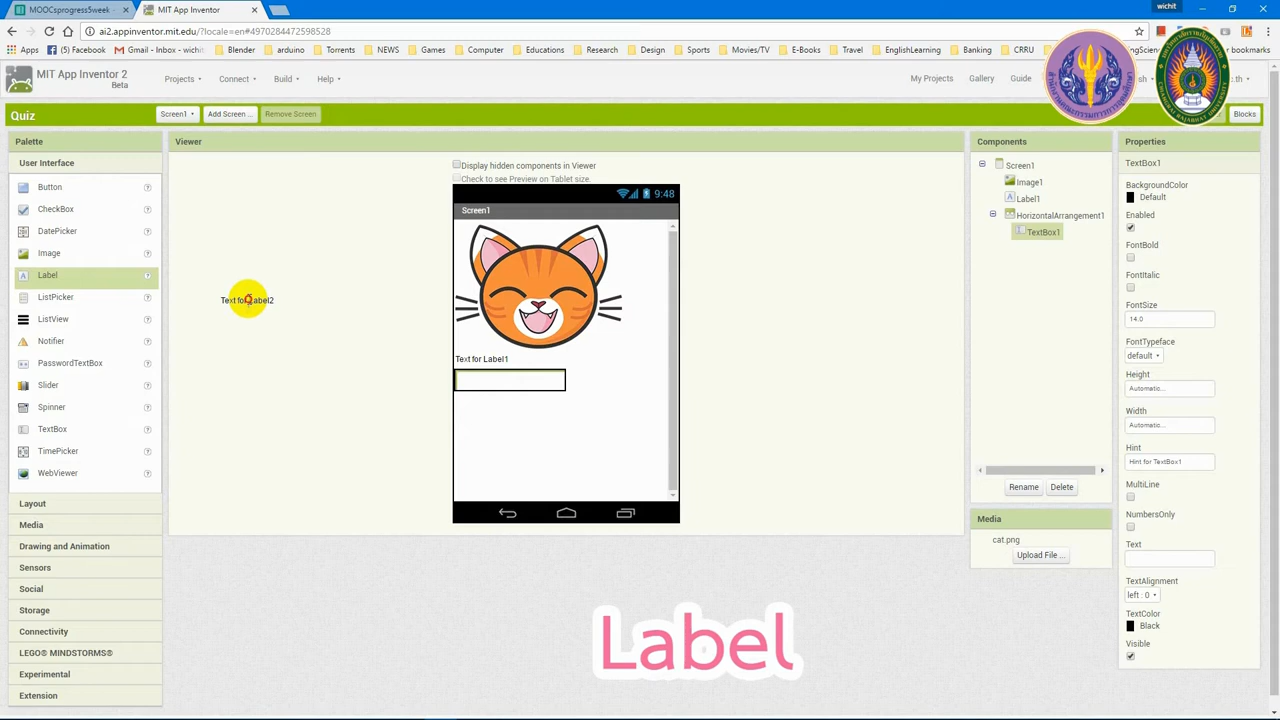 MOOCsprogress5week
MIT App Inventor
wichit
ai2.appinventor.mit.edu/?locale=en#4970284472598528
Apps
(5) Facebook
Gmail - Inbox - wichit
Blender
arduino
Torrents
NEWS
Games
Computer
Educations
Research
Design
Sports
Movies/TV
E-Books
Travel
EnglishLearning
Banking
CRRU
bookmarks
MIT App Inventor 2
Beta
Projects
Connect
Build
Help
My Projects
Gallery
Guide
Quiz
Screen1
Add Screen ...
Remove Screen
Blocks
Palette
User Interface
Button
CheckBox
DatePicker
Image
Label
ListPicker
ListView
Notifier
PasswordTextBox
Slider
Spinner
TextBox
TimePicker
WebViewer
Layout
Media
Drawing and Animation
Sensors
Social
Storage
Connectivity
LEGO® MINDSTORMS®
Experimental
Extension
Viewer
Display hidden components in Viewer
Check to see Preview on Tablet size.
9:48
Screen1
Text for Label1
Text for Label2
Components
Screen1
Image1
Label1
HorizontalArrangement1
TextBox1
Rename
Delete
Media
cat.png
Upload File ...
Properties
TextBox1
BackgroundColor
Default
Enabled
FontBold
FontItalic
FontSize
14.0
FontTypeface
default
Height
Automatic...
Width
Automatic...
Hint
Hint for TextBox1
MultiLine
NumbersOnly
Text
TextAlignment
left : 0
TextColor
Black
Visible
Label